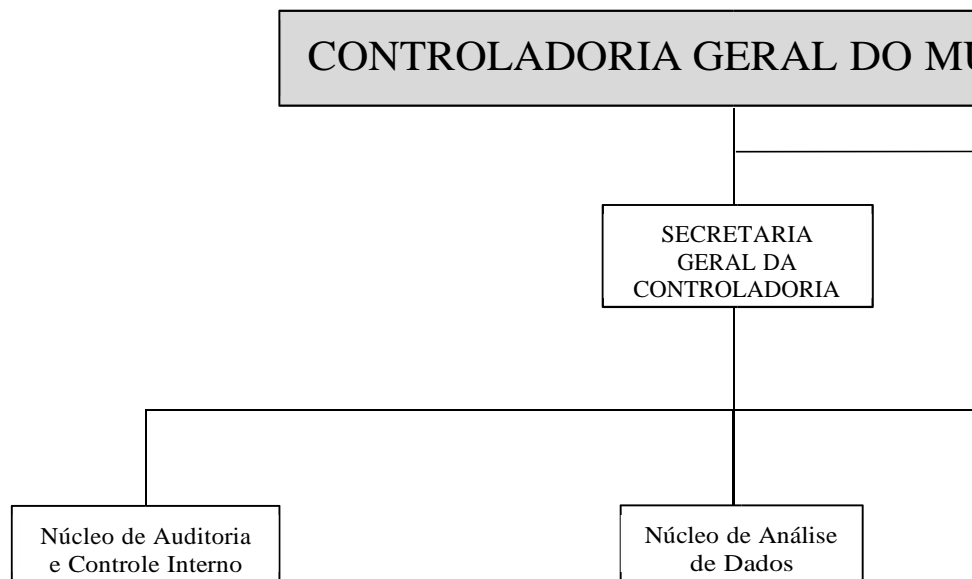 CONTROLADORIA GERAL DO MU
SECRETARIA
GERAL DA
CONTROLADORIA
Núcleo de Auditoria
e Controle Interno
Núcleo de Análise
de Dados